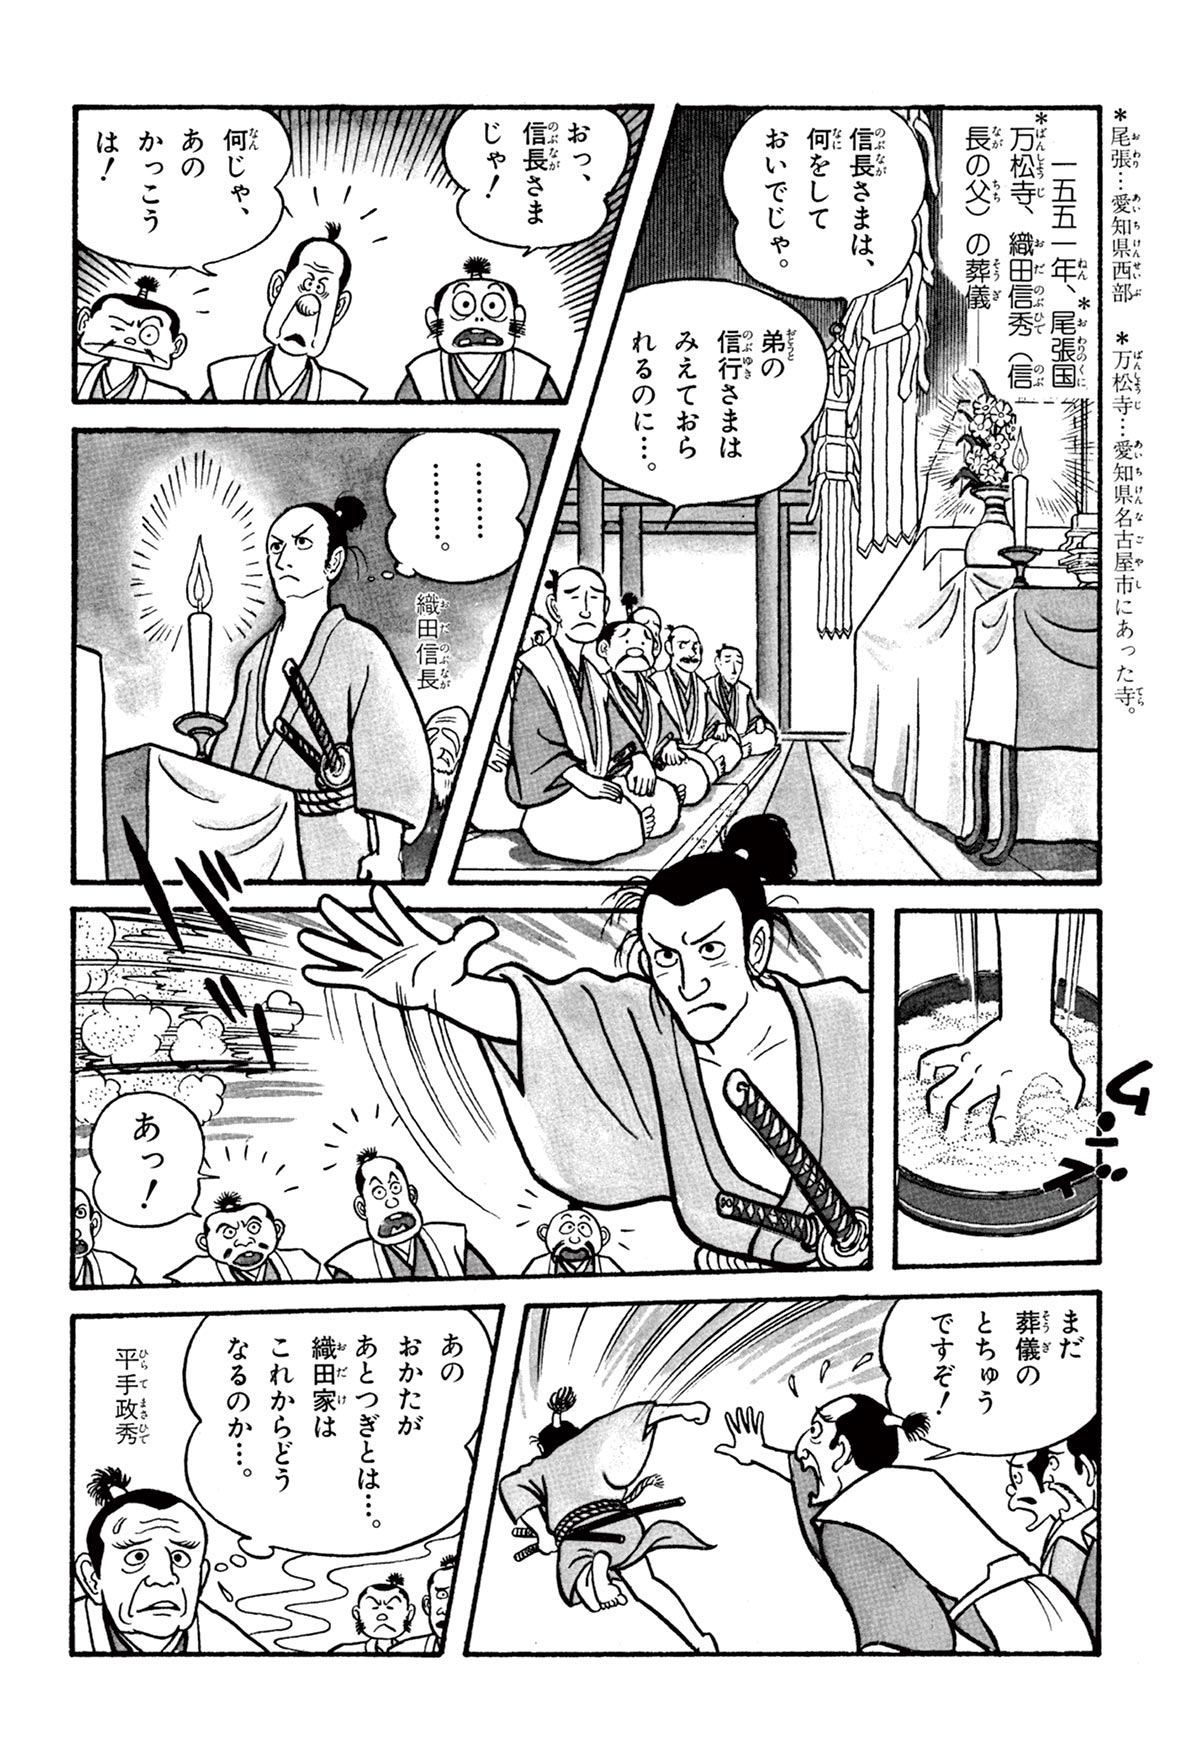 *尾張…愛知県西部　*万松寺…愛知県名古屋市にあった寺。
一五五一年、*尾張国
*万松寺、織田信秀（信
長の父）の葬儀
信長さまは、
何をして
おいでじゃ。
弟の
信行さまは
みえておら
れるのに…。
おっ、
信長さま
じゃ！
何じゃ、
あの
かっこう
は！
………
………。
織田信長
ムーズ
あっ！
まだ
葬儀の
とちゅう
ですぞ！
あの
おかたが
あとつぎとは…。
織田家は
これからどう
なるのか…。
平手政秀